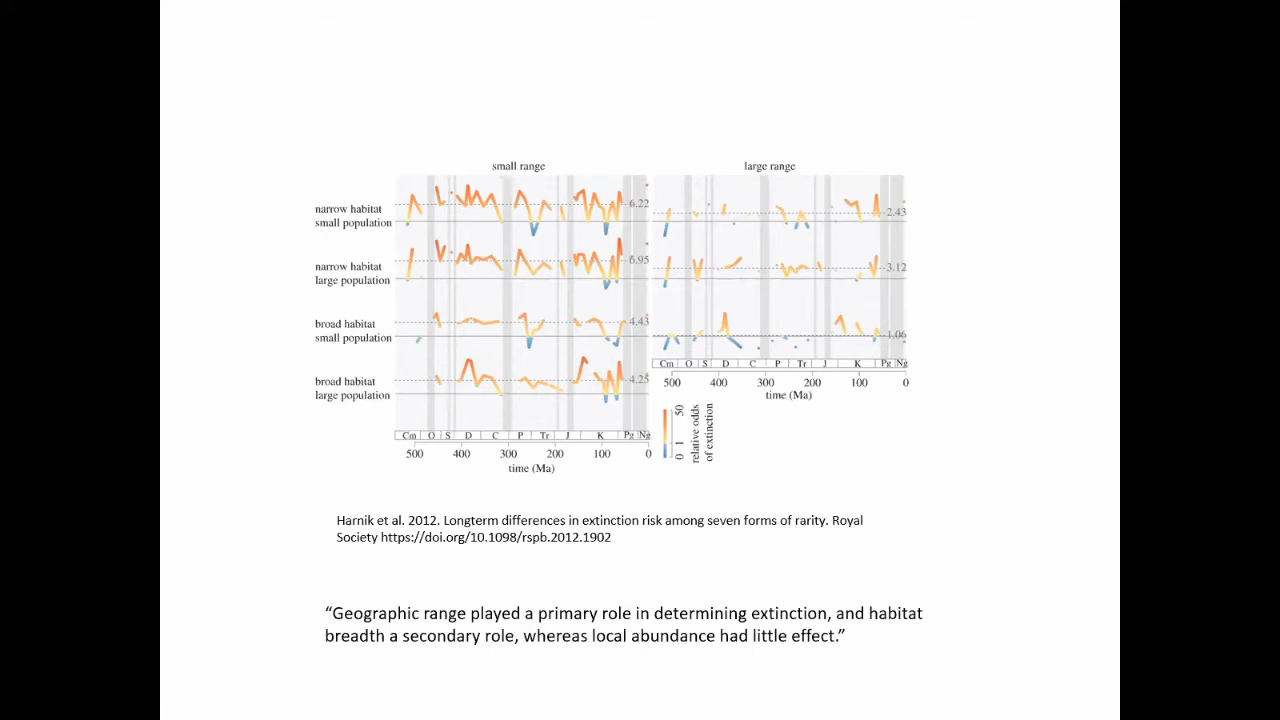 small range
large range
narrow habitat
small population
6.22
2.43
narrow habitat
large population
6.95
3.12
broad habitat
small population
4.43
1.06
broad habitat
large population
4.25
Cm O S D C P Tr J K Pg Ng
500 400 300 200 100 0
time (Ma)
Cm O S D C P Tr J K Pg Ng
500 400 300 200 100 0
time (Ma)
0 1 50
relative odds
of extinction
Harnik et al. 2012. Longterm differences in extinction risk among seven forms of rarity. Royal
Society https://doi.org/10.1098/rspb.2012.1902
“Geographic range played a primary role in determining extinction, and habitat
breadth a secondary role, whereas local abundance had little effect.”